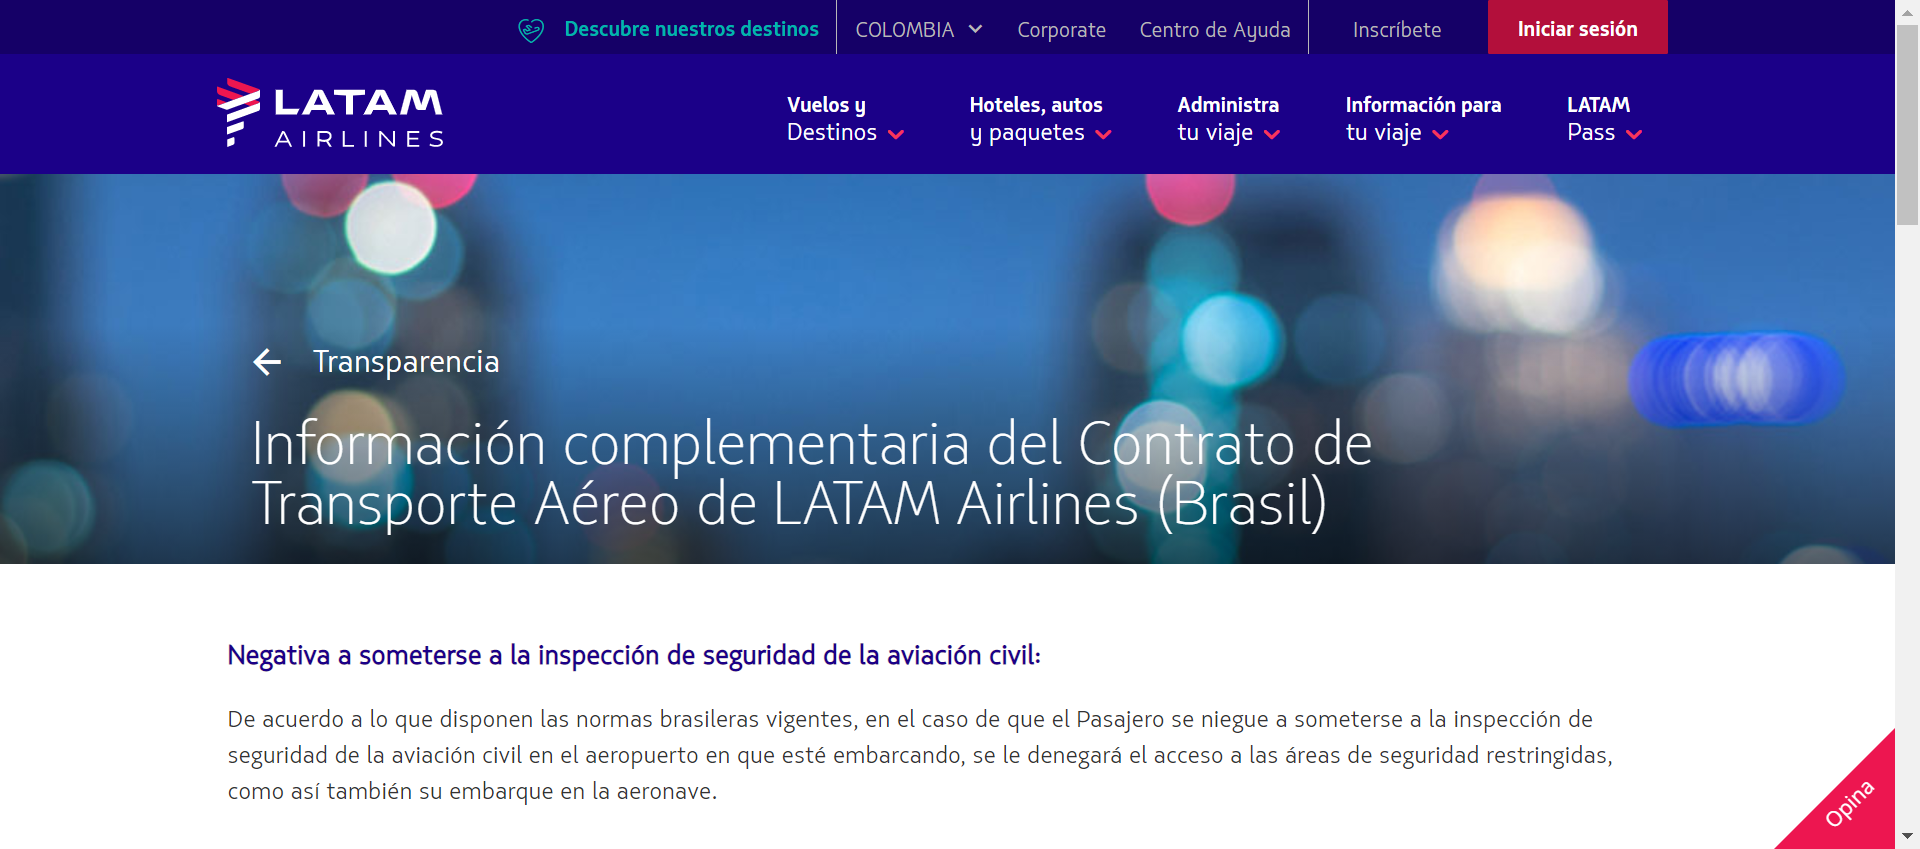 Descubre nuestros destinos
COLOMBIA
Corporate
Centro de Ayuda
Inscríbete
Iniciar sesión
LATAM
AIRLINES
Vuelos y
Destinos
Hoteles, autos
y paquetes
Administra
tu viaje
Información para
tu viaje
LATAM
Pass
Transparencia
Información complementaria del Contrato de
Transporte Aéreo de LATAM Airlines (Brasil)
Negativa a someterse a la inspección de seguridad de la aviación civil:
De acuerdo a lo que disponen las normas brasileras vigentes, en el caso de que el Pasajero se niegue a someterse a la inspección de
seguridad de la aviación civil en el aeropuerto en que esté embarcando, se le denegará el acceso a las áreas de seguridad restringidas,
como así también su embarque en la aeronave.
Opina